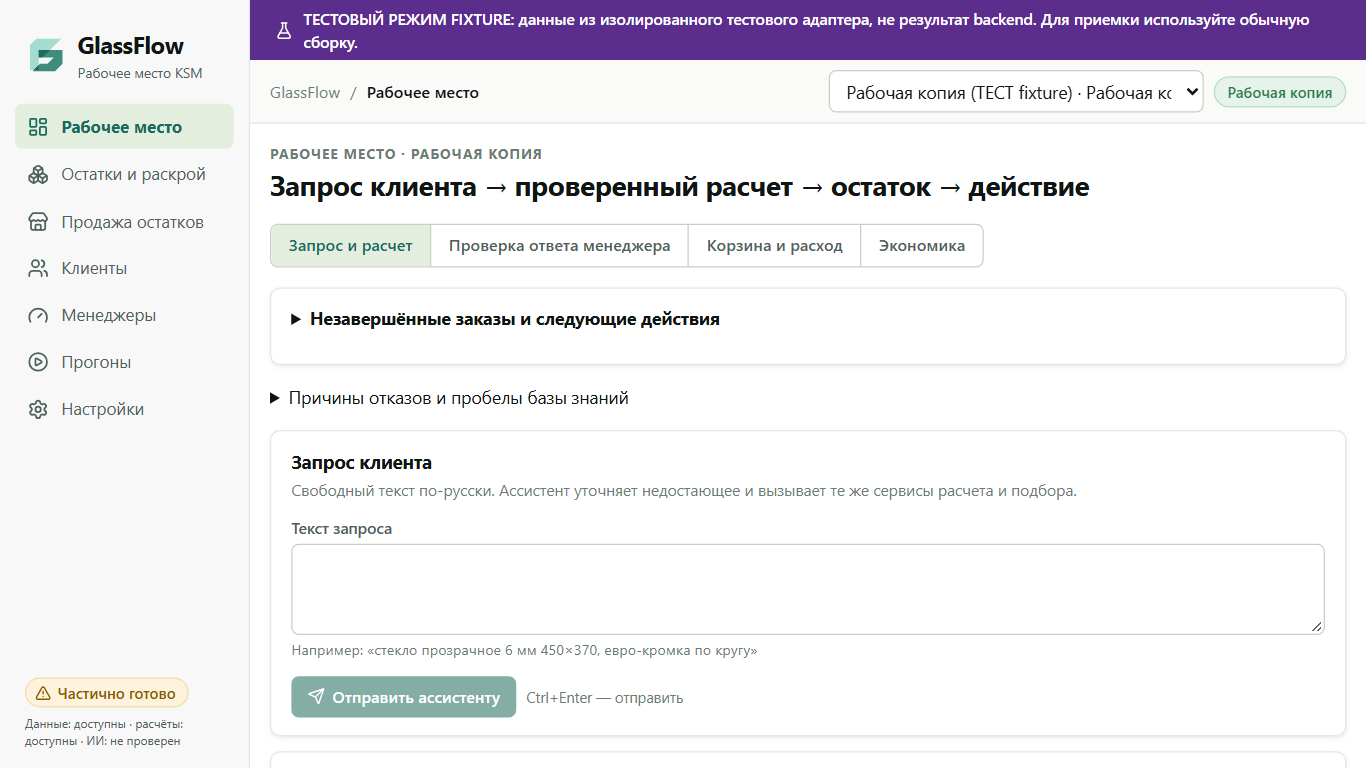 GlassFlow
Рабочее место KSM
Рабочее место
Остатки и раскрой
Продажа остатков
Клиенты
Менеджеры
Прогоны
Настройки
Частично готово
Данные: доступны · расчёты:
доступны · ИИ: не проверен
ТЕСТОВЫЙ РЕЖИМ FIXTURE: данные из изолированного тестового адаптера, не результат backend. Для приемки используйте обычную
сборку.
GlassFlow / Рабочее место
Рабочая копия (ТЕСТ fixture) · Рабочая кс
Рабочая копия
РАБОЧЕЕ МЕСТО · РАБОЧАЯ КОПИЯ
Запрос клиента → проверенный расчет → остаток → действие
Запрос и расчет
Проверка ответа менеджера
Корзина и расход
Экономика
Незавершённые заказы и следующие действия
Причины отказов и пробелы базы знаний
Запрос клиента
Свободный текст по-русски. Ассистент уточняет недостающее и вызывает те же сервисы расчета и подбора.
Текст запроса
Например: «стекло прозрачное 6 мм 450×370, евро-кромка по кругу»
Отправить ассистенту
Ctrl+Enter — отправить